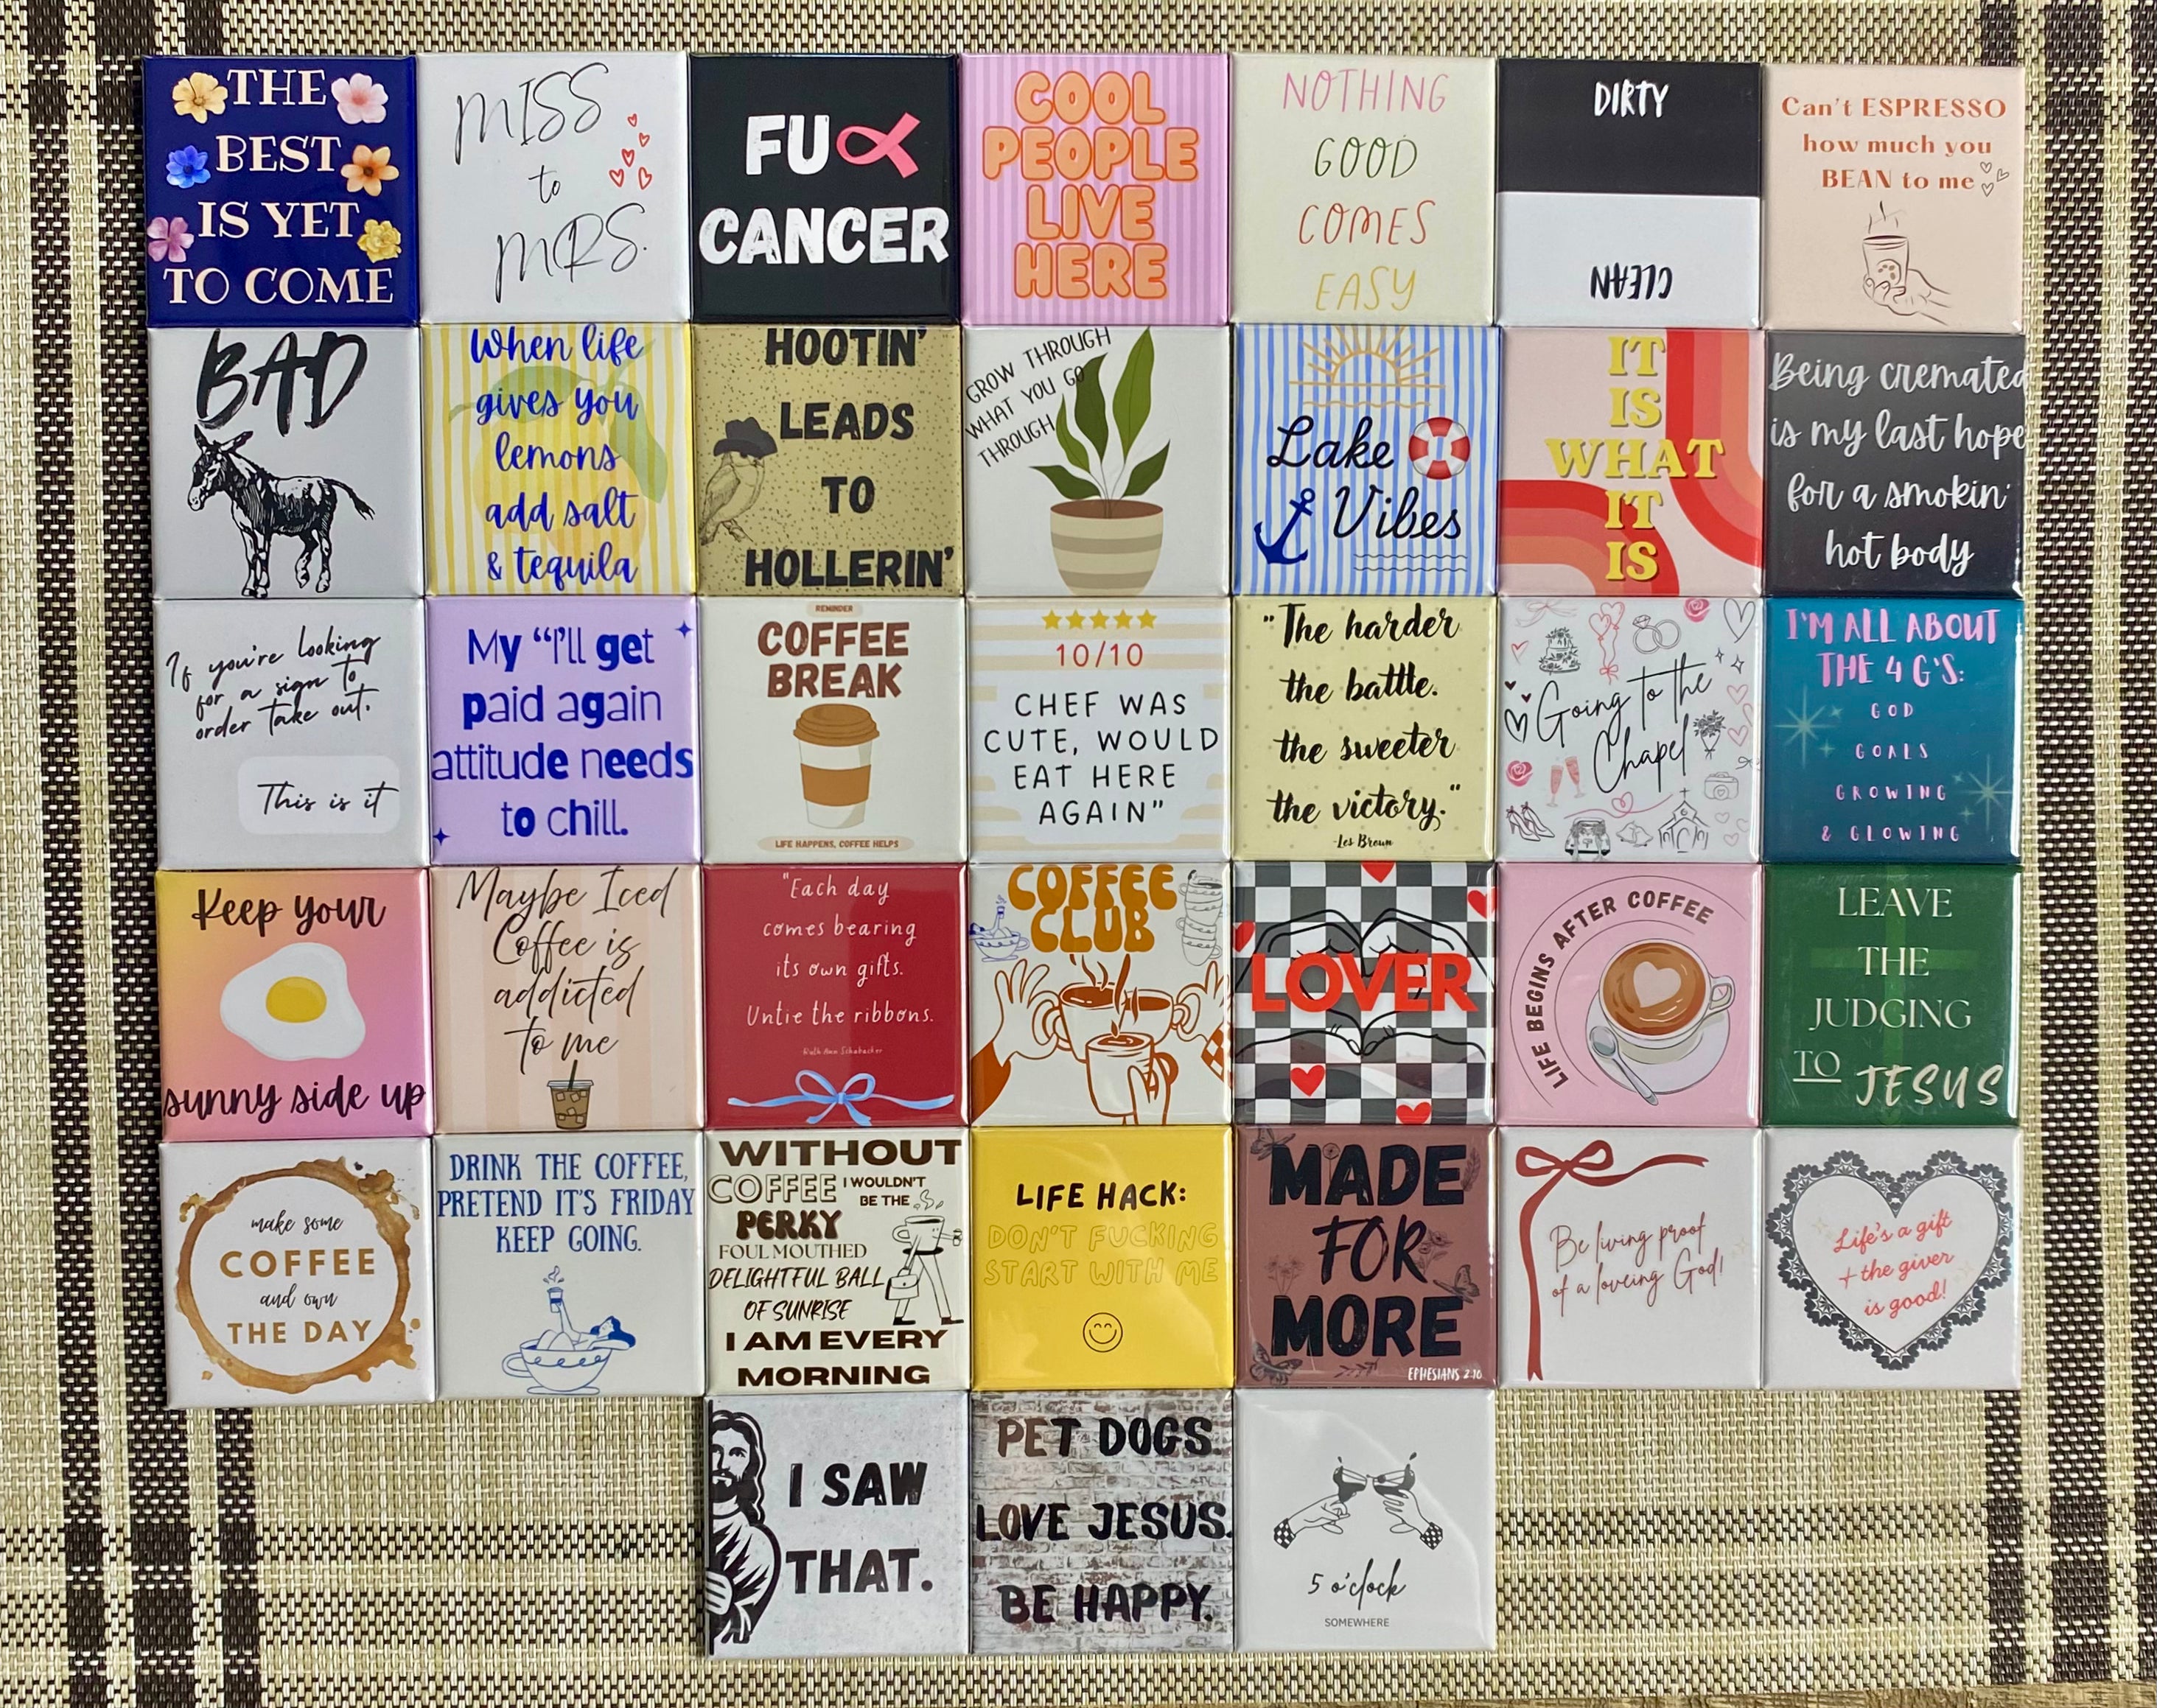 THE
BEST
IS YET
TO COME
MISS
to
MRS.
FU
CANCER
COOL
PEOPLE
LIVE
HERE
NOTHING
GOOD
COMES
EASY
DIRTY
CLEAN
Can't ESPRESSO
how much you
BEAN to me
BAD
When life
gives you
lemons
add salt
& tequila
HOOTIN'
LEADS
TO
HOLLERIN'
GROW THROUGH
WHAT YOU GO
THROUGH
Lake
Vibes
IT
IS
WHAT
IT
IS
Being cremated
is my last hope
for a smokin'
hot body
If you're looking
for a sign to
order take out.
This is it
My “I'll get
paid again
attitude needs
to chill.
REMINDER
COFFEE
BREAK
LIFE HAPPENS, COFFEE HELPS
10/10
CHEF WAS
CUTE, WOULD
EAT HERE
AGAIN"
"The harder
the battle.
the sweeter
the victory."
-Les Brown
Going to the
Chapel
I'M ALL ABOUT
THE 4 G'S:
GOD
GOALS
GROWING
& GLOWING
Keep your
sunny side up
Maybe Iced
Coffee is
addicted
to me
"Each day
comes bearing
its own gifts.
Untie the ribbons.
Ruth Ann Schabacker
COFFEE
CLUB
LOVER
LIFE BEGINS AFTER COFFEE
LEAVE
THE
JUDGING
TO JESUS
make some
COFFEE
and own
THE DAY
DRINK THE COFFEE,
PRETEND IT'S FRIDAY
KEEP GOING.
WITHOUT
COFFEE I WOULDN'T
BE THE
PERKY
FOUL MOUTHED
DELIGHTFUL BALL
OF SUNRISE
I AM EVERY
MORNING
LIFE HACK:
DON'T FUCKING
START WITH ME
MADE
FOR
MORE
EPHESIANS 2:10
Be living proof
of a loveing God!
Life's a gift
+ the giver
is good!
I SAW
THAT.
PET DOGS.
LOVE JESUS.
BE HAPPY.
5 o'clock
SOMEWHERE